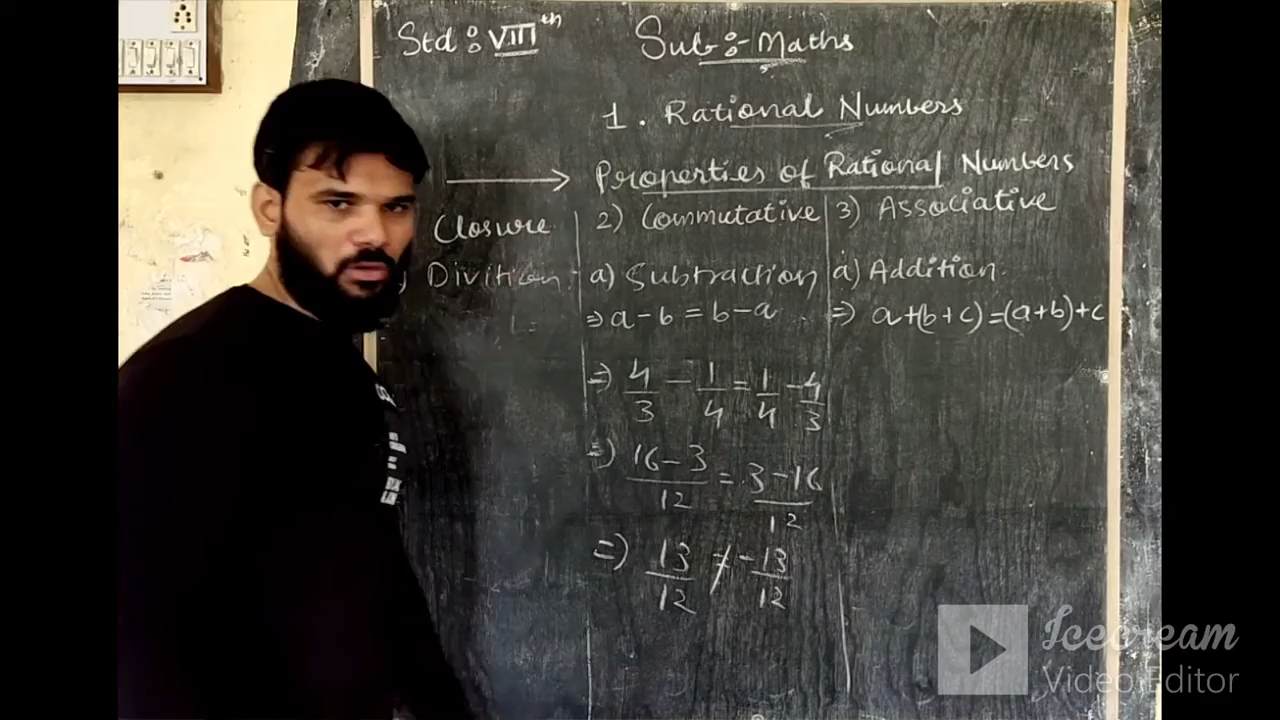 Std : VIIIth
Sub :- Maths
1. Rational Numbers
Properties of Rational Numbers
Closure
Divition :
2) Commutative
a) Subtraction
=> a - b = b - a
=> 4/3 - 1/4 = 1/4 - 4/3
=> 16 - 3/12 = 3 - 16/12
=> 13/12 ≠ -13/12
3) Associative
a) Addition.
=> a+(b+c)=(a+b)+c
Icecream
Video Editor